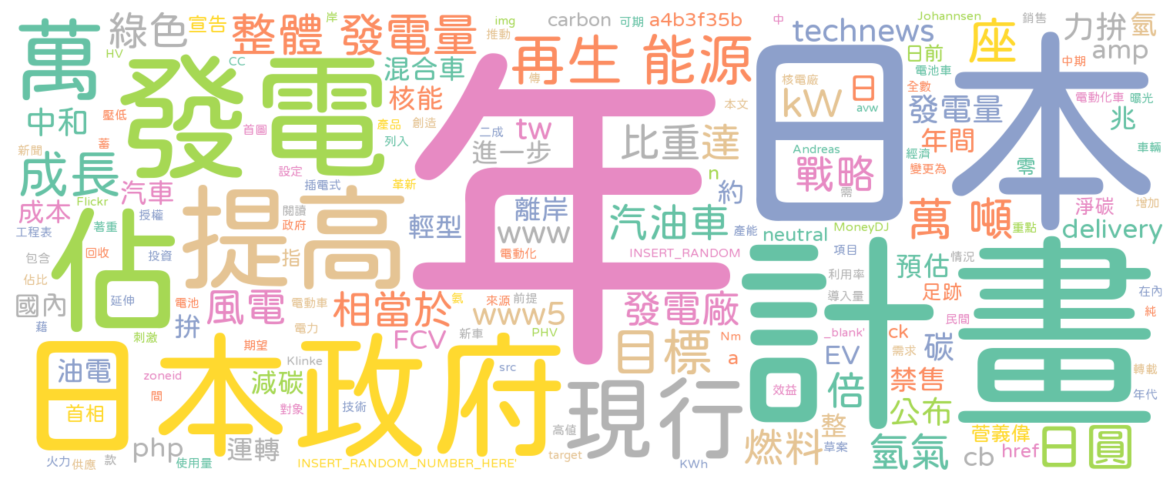 萬
綠色
宣告
整體 發電量
img
推動
carbon
可期
岸
a4b3f35b
中
technews
Johannsen
座
銷售
力拚
氫
amp
HV
CC
發電
混合車
核能
再生 能源
傳
日本
核電廠
日
avw
日前
電池車
全數
中期
電動化車
曝光
發電量
兆
中和
壓低
首圖
產品
創造
列入
年
二成
tw
進一步
本文
比重
達
kW
Andreas
戰略
需
年間
經濟
變更為
零
車輛
新聞
蓄
成長
汽車
Flickr
設定
插電式
革新
n
約
成本
授權
工程表
著重
提高
閱讀
政府
指
輕型
離岸
www
電動化
汽油車
產能
INSERT_RANDOM
萬 噸
淨碳
增加
重點
delivery
neutral
MoneyDJ
項目
預估
情況
包含
佔
回收
投資
佔比
延伸
國內
藉
電池
風電
電動車
電力
相當於
氨
來源
前提
www5
發電廠
計畫
利用率
導入量
足跡
在內
純
民間
刺激
拚
FCV
新車
PHV
目標
Nm
a
_blank'
EV
ck
碳
需求
日本政府
油電
首相
zoneid
間
期望
Klinke
減碳
對象
src
技術
現行
效益
倍
禁售
公布
轉載
年代
php
運轉
高值
target
燃料
整
草案
氫氣
菅義偉
cb
href
日圓
火力
供應
款
使用量
INSERT_RANDOM_NUMBER_HERE'
KWh